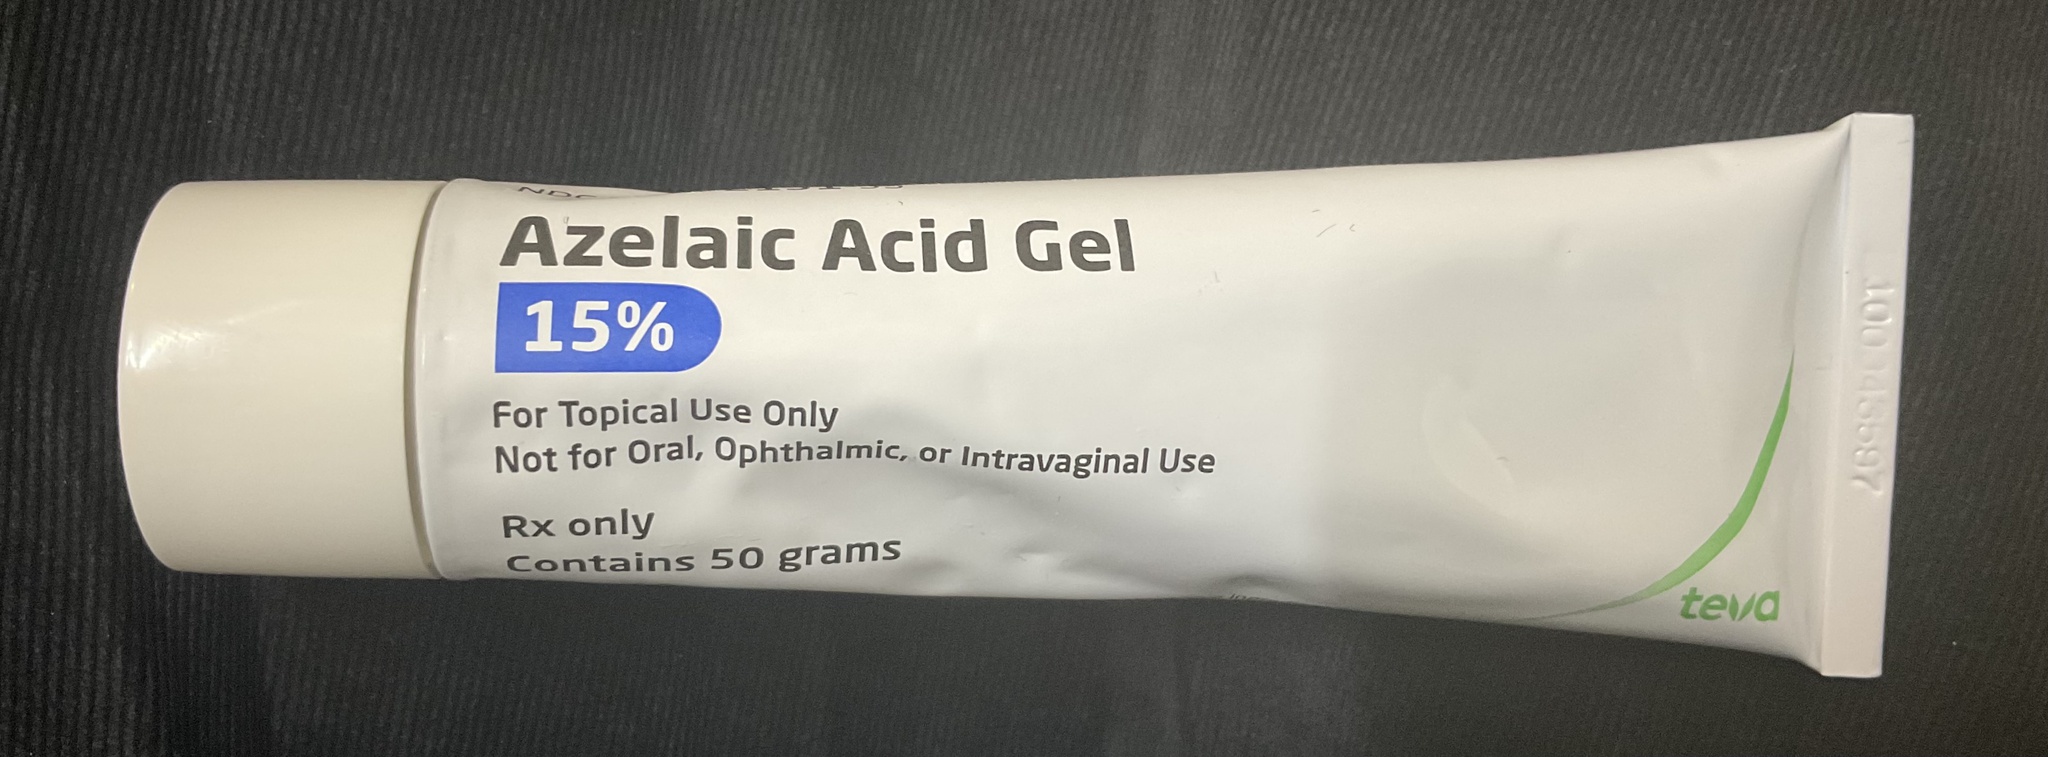 NDC
Azelaic Acid Gel
15%
For Topical Use Only
Not for Oral, Ophthalmic, or Intravaginal Use
Rx only
Contains 50 grams
teva